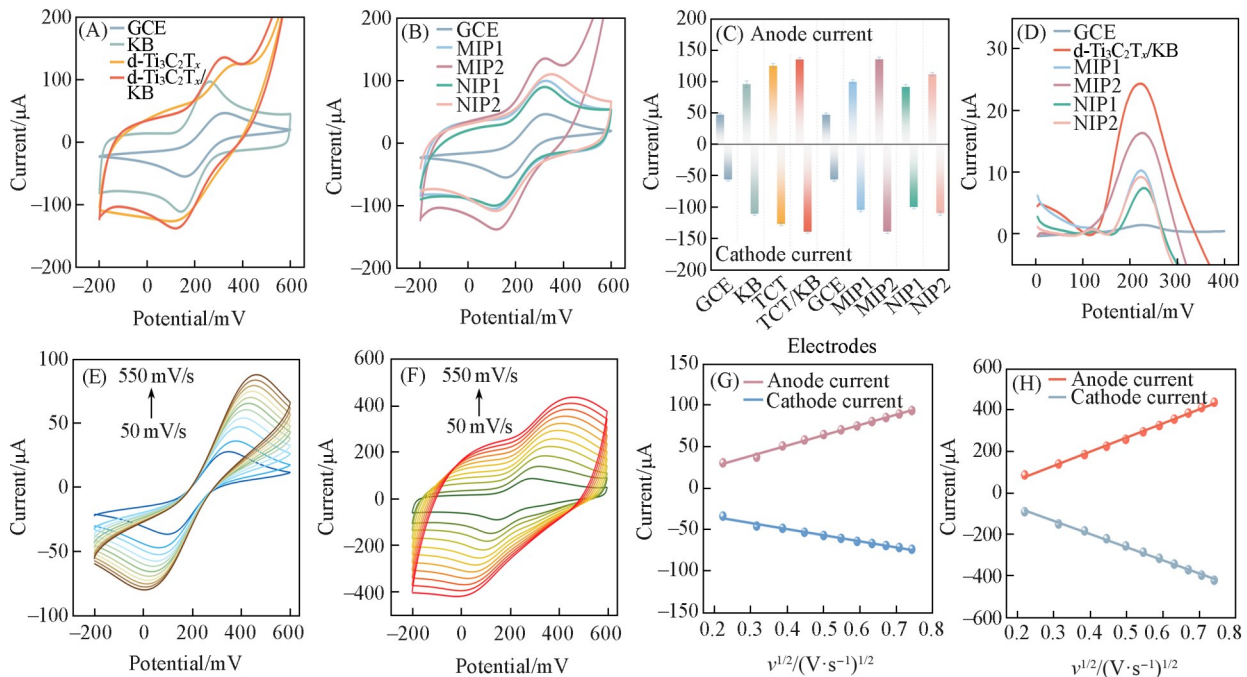 (A)
GCE
KB
d-Ti₃C₂Tₓ
d-Ti₃C₂Tₓ/
KB
200
100
0
–100
–200
Current/μA
–200 0 200 400 600
Potential/mV
(B)
GCE
MIP1
MIP2
NIP1
NIP2
200
100
0
–100
–200
Current/μA
–200 0 200 400 600
Potential/mV
(C)
Anode current
Cathode current
200
150
100
50
0
–50
–100
–150
–200
Current/μA
GCE
KB
TCT
TCT/KB
GCE
MIP1
MIP2
NIP1
NIP2
Electrodes
(D)
GCE
d-Ti₃C₂Tₓ/KB
MIP1
MIP2
NIP1
NIP2
30
20
10
0
Current/μA
0 100 200 300 400
Potential/mV
(E)
550 mV/s
50 mV/s
100
50
0
–50
–100
Current/μA
–200 0 200 400 600
Potential/mV
(F)
550 mV/s
50 mV/s
600
400
200
0
–200
–400
Current/μA
–200 0 200 400 600
Potential/mV
(G)
Anode current
Cathode current
150
100
50
0
–50
–100
–150
Current/μA
0.2 0.3 0.4 0.5 0.6 0.7 0.8
v¹ᐟ²/(V·s⁻¹)¹ᐟ²
(H)
Anode current
Cathode current
600
400
200
0
–200
–400
–600
Current/μA
0.2 0.3 0.4 0.5 0.6 0.7 0.8
v¹ᐟ²/(V·s⁻¹)¹ᐟ²